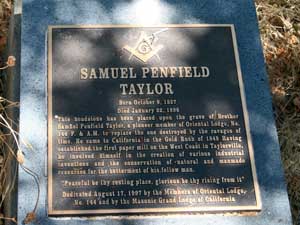 SAMUEL PENFIELD
TAYLOR
Born October 9, 1827
Died January 22, 1886
"This headstone has been placed upon the grave of Brother
Samuel Penfield Taylor, a pioneer member of Oriental Lodge, No.
144 F. & A.M. to replace the one destroyed by the ravages of
time. He came to California in the Gold Rush of 1849 Having
established the first paper mill on the West Coast in Taylorville,
he involved himself in the creation of various industrial
inventions and the conservation of natural and manmade
resources for the betterment of his fellow man.
"Peaceful be thy resting place, glorious be thy rising from it"
Dedicated August 17, 1997 by the Members of Oriental Lodge,
No. 144 and by the Masonic Grand Lodge of California